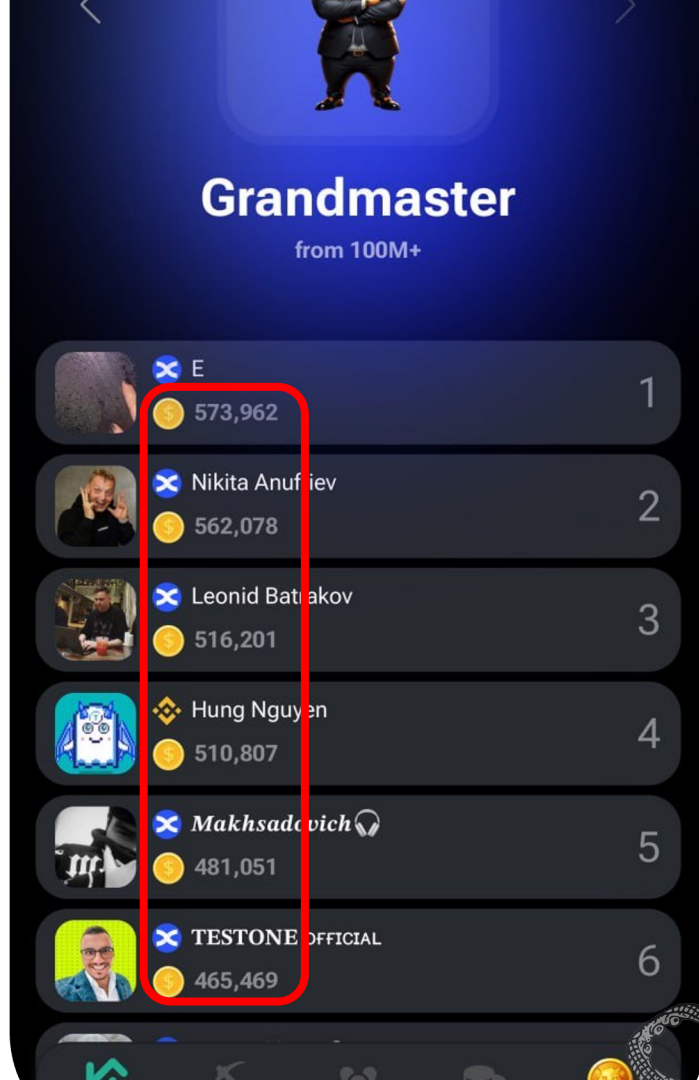 Grandmaster
from 100M+
E
573,962
1
Nikita Anufriev
562,078
2
Leonid Batrakov
516,201
3
Hung Nguyen
510,807
4
Makhsadovich
481,051
5
TESTONE OFFICIAL
465,469
6